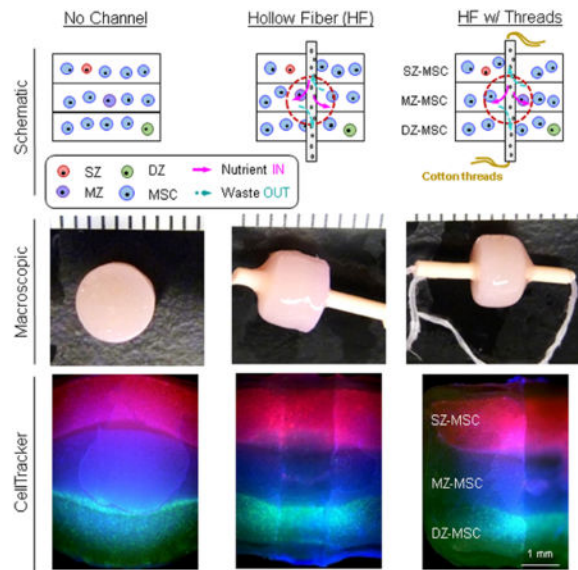 No Channel
Hollow Fiber (HF)
HF w/ Threads
Schematic
SZ-MSC
MZ-MSC
DZ-MSC
Cotton threads
SZ DZ Nutrient IN
MZ MSC Waste OUT
Macroscopic
CellTracker
SZ-MSC
MZ-MSC
DZ-MSC
1 mm